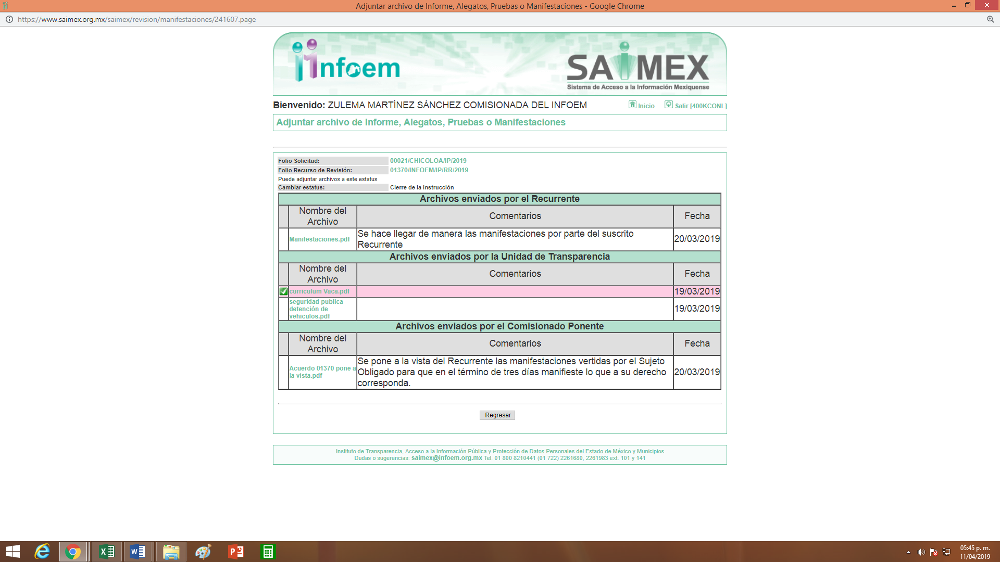 Adjuntar archivo de Informe, Alegatos, Pruebas o Manifestaciones - Google Chrome
https://www.saimex.org.mx/saimex/revision/manifestaciones/241607.page
infoem
SAIMEX
Sistema de Acceso a la Información Mexiquense
Bienvenido: ZULEMA MARTÍNEZ SÁNCHEZ COMISIONADA DEL INFOEM
Inicio
Salir [400KCONL]
Adjuntar archivo de Informe, Alegatos, Pruebas o Manifestaciones
Folio Solicitud: 00021/CHICOLOA/IP/2019
Folio Recurso de Revisión: 01370/INFOEM/IP/RR/2019
Puede adjuntar archivos a este estatus
Cambiar estatus: Cierre de la instrucción
Archivos enviados por el Recurrente
Nombre del
Archivo
Comentarios
Fecha
Manifestaciones.pdf
Se hace llegar de manera las manifestaciones por parte del suscrito
Recurrente
20/03/2019
Archivos enviados por la Unidad de Transparencia
Nombre del
Archivo
Comentarios
Fecha
curriculum Vaca.pdf
19/03/2019
seguridad publica
detención de
vehiculos.pdf
19/03/2019
Archivos enviados por el Comisionado Ponente
Nombre del
Archivo
Comentarios
Fecha
Acuerdo 01370 pone a
la vista.pdf
Se pone a la vista del Recurrente las manifestaciones vertidas por el Sujeto
Obligado para que en el término de tres días manifieste lo que a su derecho
corresponda.
20/03/2019
Regresar
Instituto de Transparencia, Acceso a la Información Pública y Protección de Datos Personales del Estado de México y Municipios
Dudas o sugerencias: saimex@infoem.org.mx Tel. 01 800 8210441 (01 722) 2261680, 2261983 ext. 101 y 141
05:45 p. m.
11/04/2019